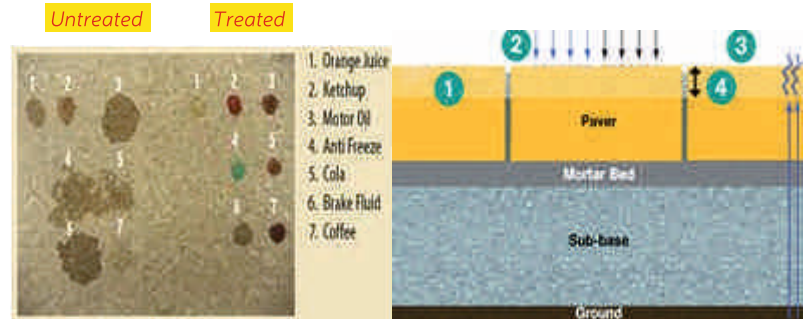 Untreated
Treated
1 2 3
1 2 3
4 5
4 5
6 7
6 7
1. Orange Juice
2. Ketchup
3. Motor Oil
4. Anti Freeze
5. Cola
6. Brake Fluid
7. Coffee
2
3
1
4
Paver
Mortar Bed
Sub-base
Ground